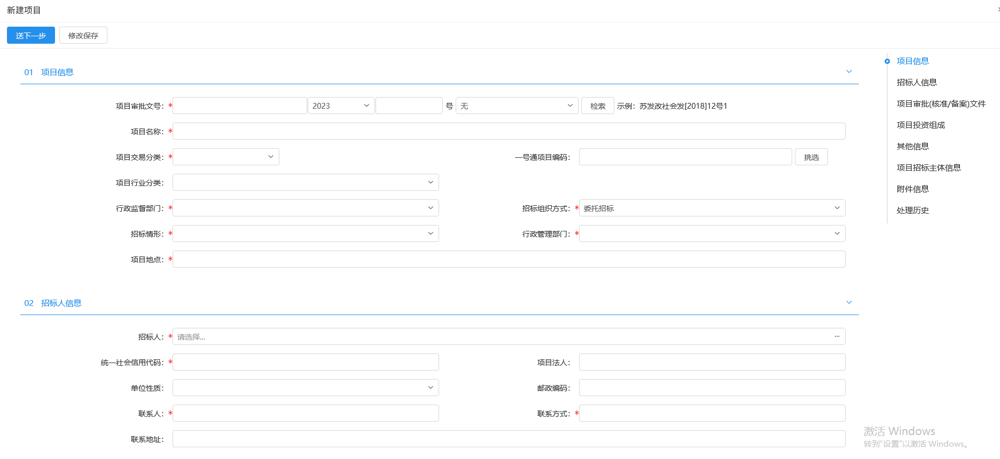 新建项目
送下一步 修改保存
01 项目信息
项目审批文号：* 2023 号 无 检索 示例：苏发改社会发[2018]12号1
项目名称：*
项目交易分类：* 一号通项目编码： 挑选
项目行业分类：
行政监督部门：* 招标组织方式：* 委托招标
招标情形：* 行政管理部门：*
项目地点：*
02 招标人信息
招标人：* 请选择...
统一社会信用代码：* 项目法人：
单位性质： 邮政编码：
联系人：* 联系方式：*
联系地址：
项目信息
招标人信息
项目审批(核准/备案)文件
项目投资组成
其他信息
项目招标主体信息
附件信息
处理历史
激活 Windows
转到"设置"以激活 Windows。